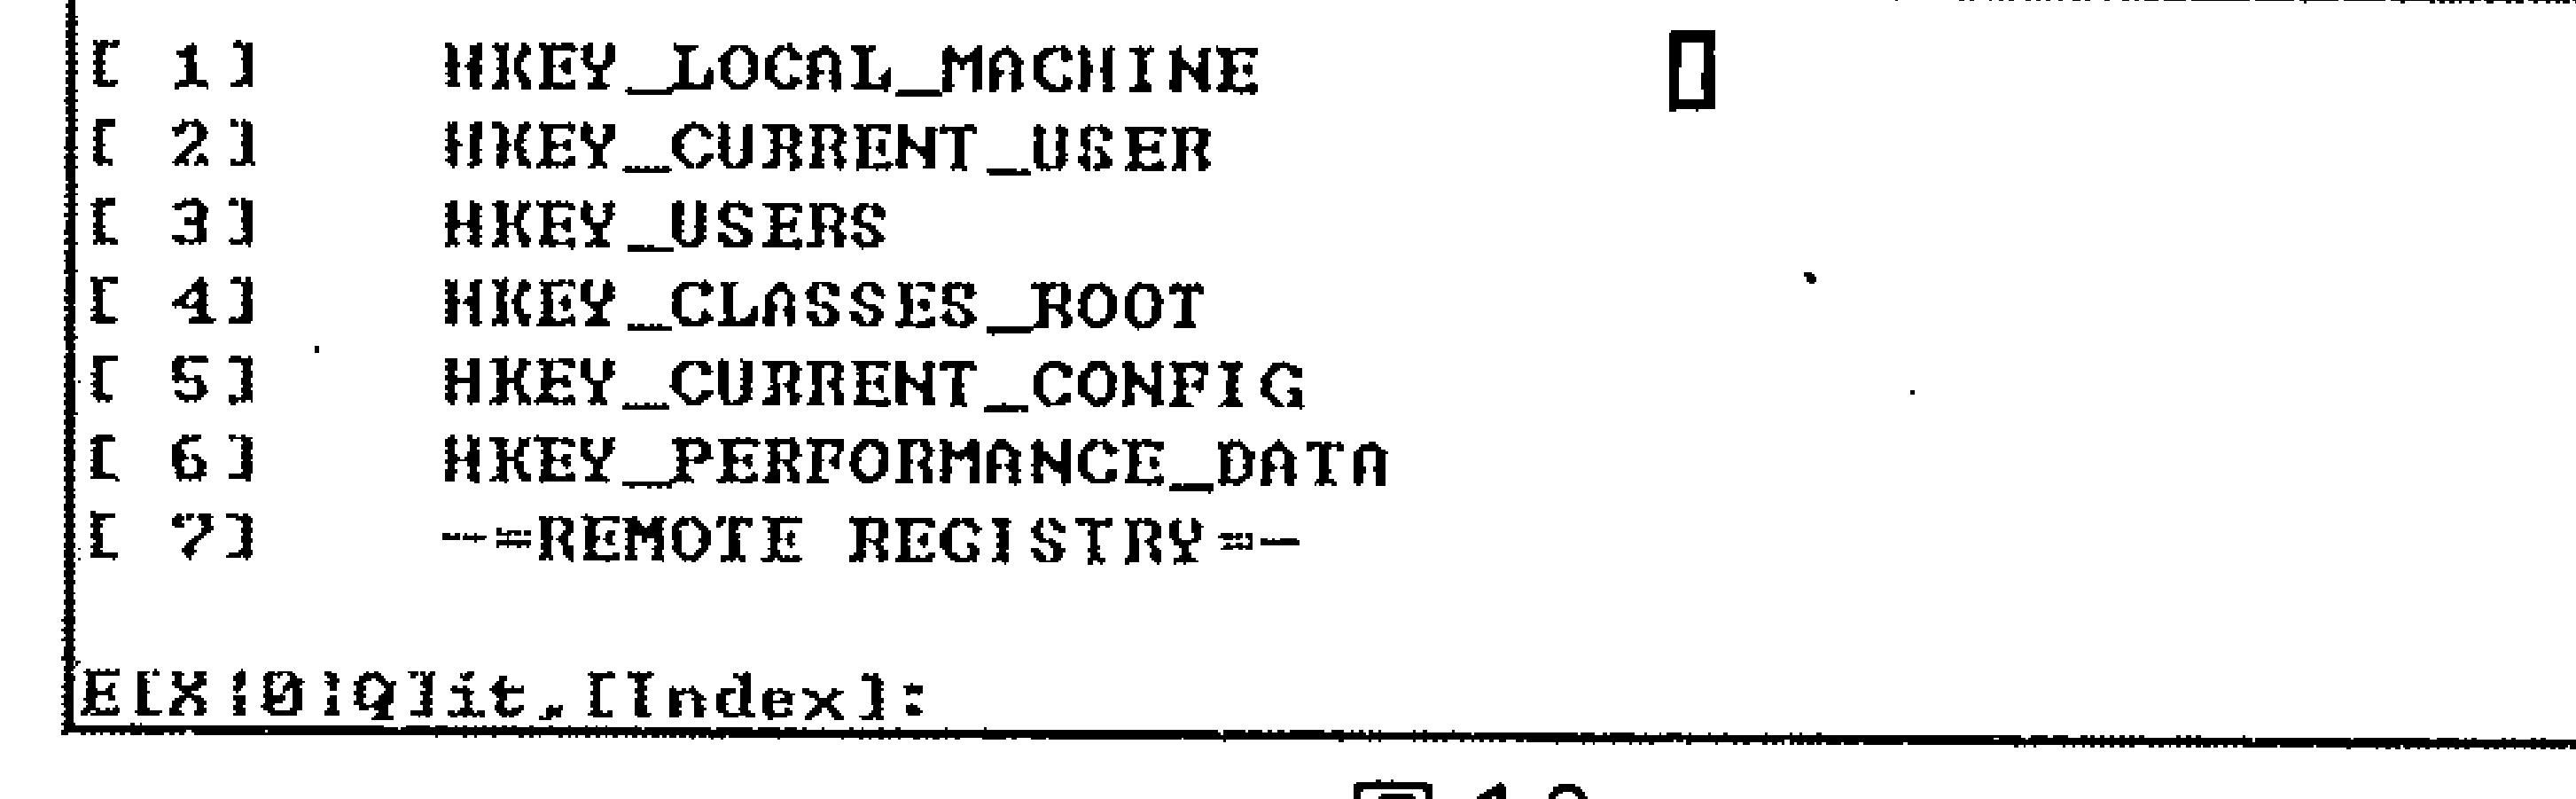 [ 1] HKEY_LOCAL_MACHINE
[ 2] HKEY_CURRENT_USER
[ 3] HKEY_USERS
[ 4] HKEY_CLASSES_ROOT
[ 5] HKEY_CURRENT_CONFIG
[ 6] HKEY_PERFORMANCE_DATA
[ 7] -=REMOTE REGISTRY=-
E[X|0|Q]it,[Index]: